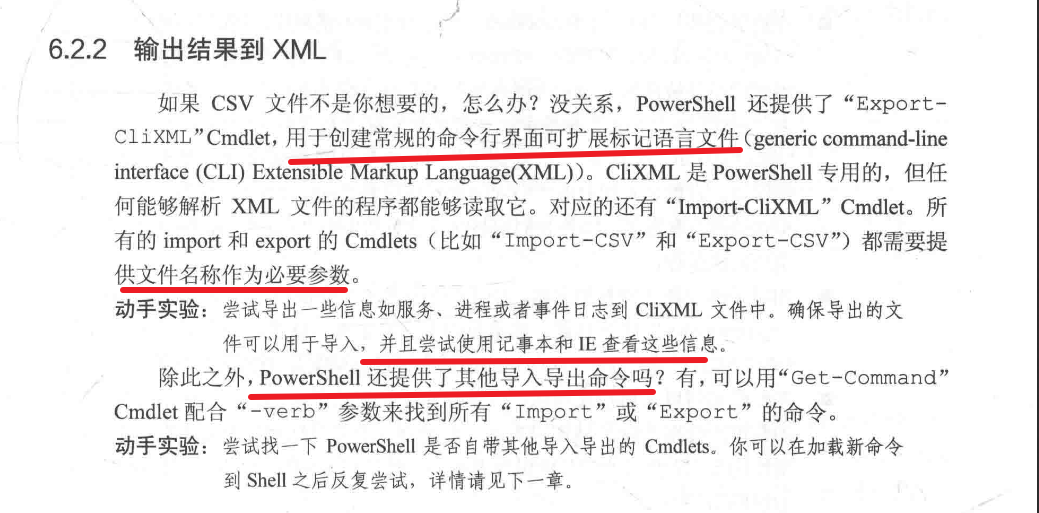 6.2.2 输出结果到 XML
如果 CSV 文件不是你想要的，怎么办？没关系，PowerShell 还提供了“Export-
CliXML”Cmdlet，用于创建常规的命令行界面可扩展标记语言文件（generic command-line
interface (CLI) Extensible Markup Language(XML)）。CliXML 是 PowerShell 专用的，但任
何能够解析 XML 文件的程序都能够读取它。对应的还有“Import-CliXML”Cmdlet。所
有的 import 和 export 的 Cmdlets（比如“Import-CSV”和“Export-CSV”）都需要提
供文件名称作为必要参数。
动手实验：尝试导出一些信息如服务、进程或者事件日志到 CliXML 文件中。确保导出的文
件可以用于导入，并且尝试使用记事本和 IE 查看这些信息。
除此之外，PowerShell 还提供了其他导入导出命令吗？有，可以用“Get-Command”
Cmdlet 配合“-verb”参数来找到所有“Import”或“Export”的命令。
动手实验：尝试找一下 PowerShell 是否自带其他导入导出的 Cmdlets。你可以在加载新命令
到 Shell 之后反复尝试，详情请见下一章。